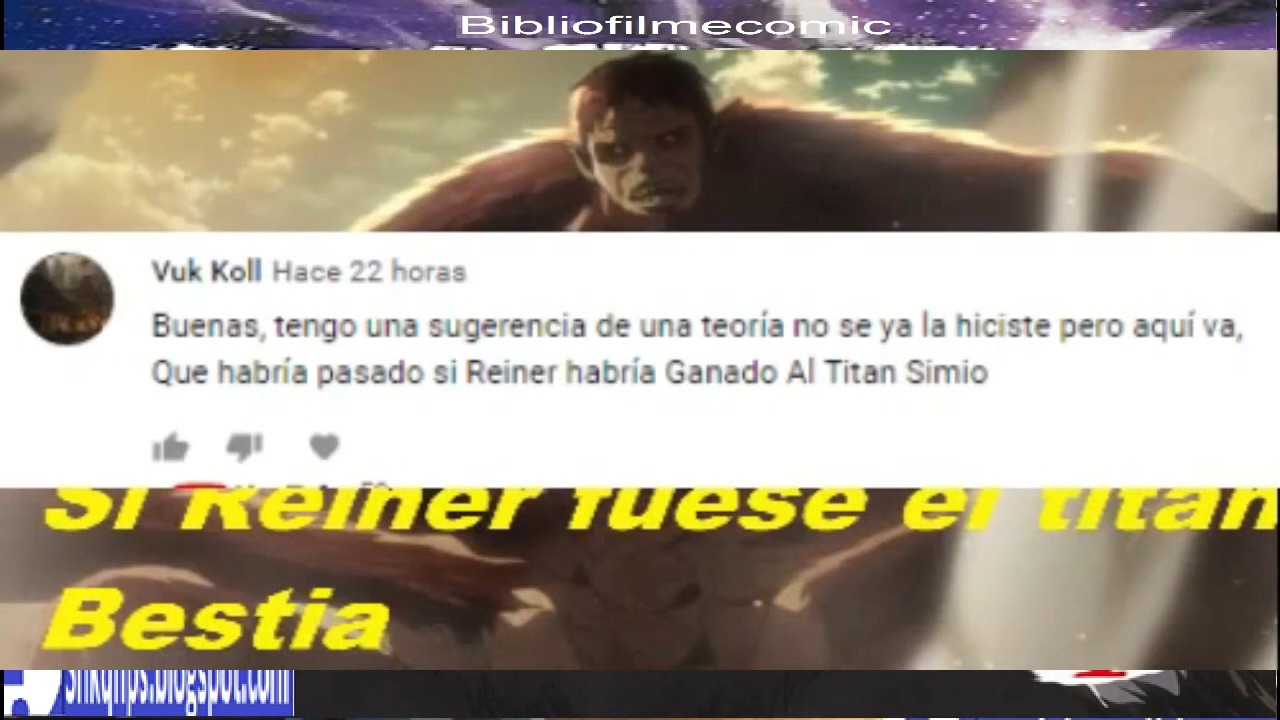 Bibliofilmecomic
Vuk Koll Hace 22 horas
Buenas, tengo una sugerencia de una teoría no se ya la hiciste pero aquí va,
Que habría pasado si Reiner habría Ganado Al Titan Simio
Si Reiner fuese el titan
Bestia